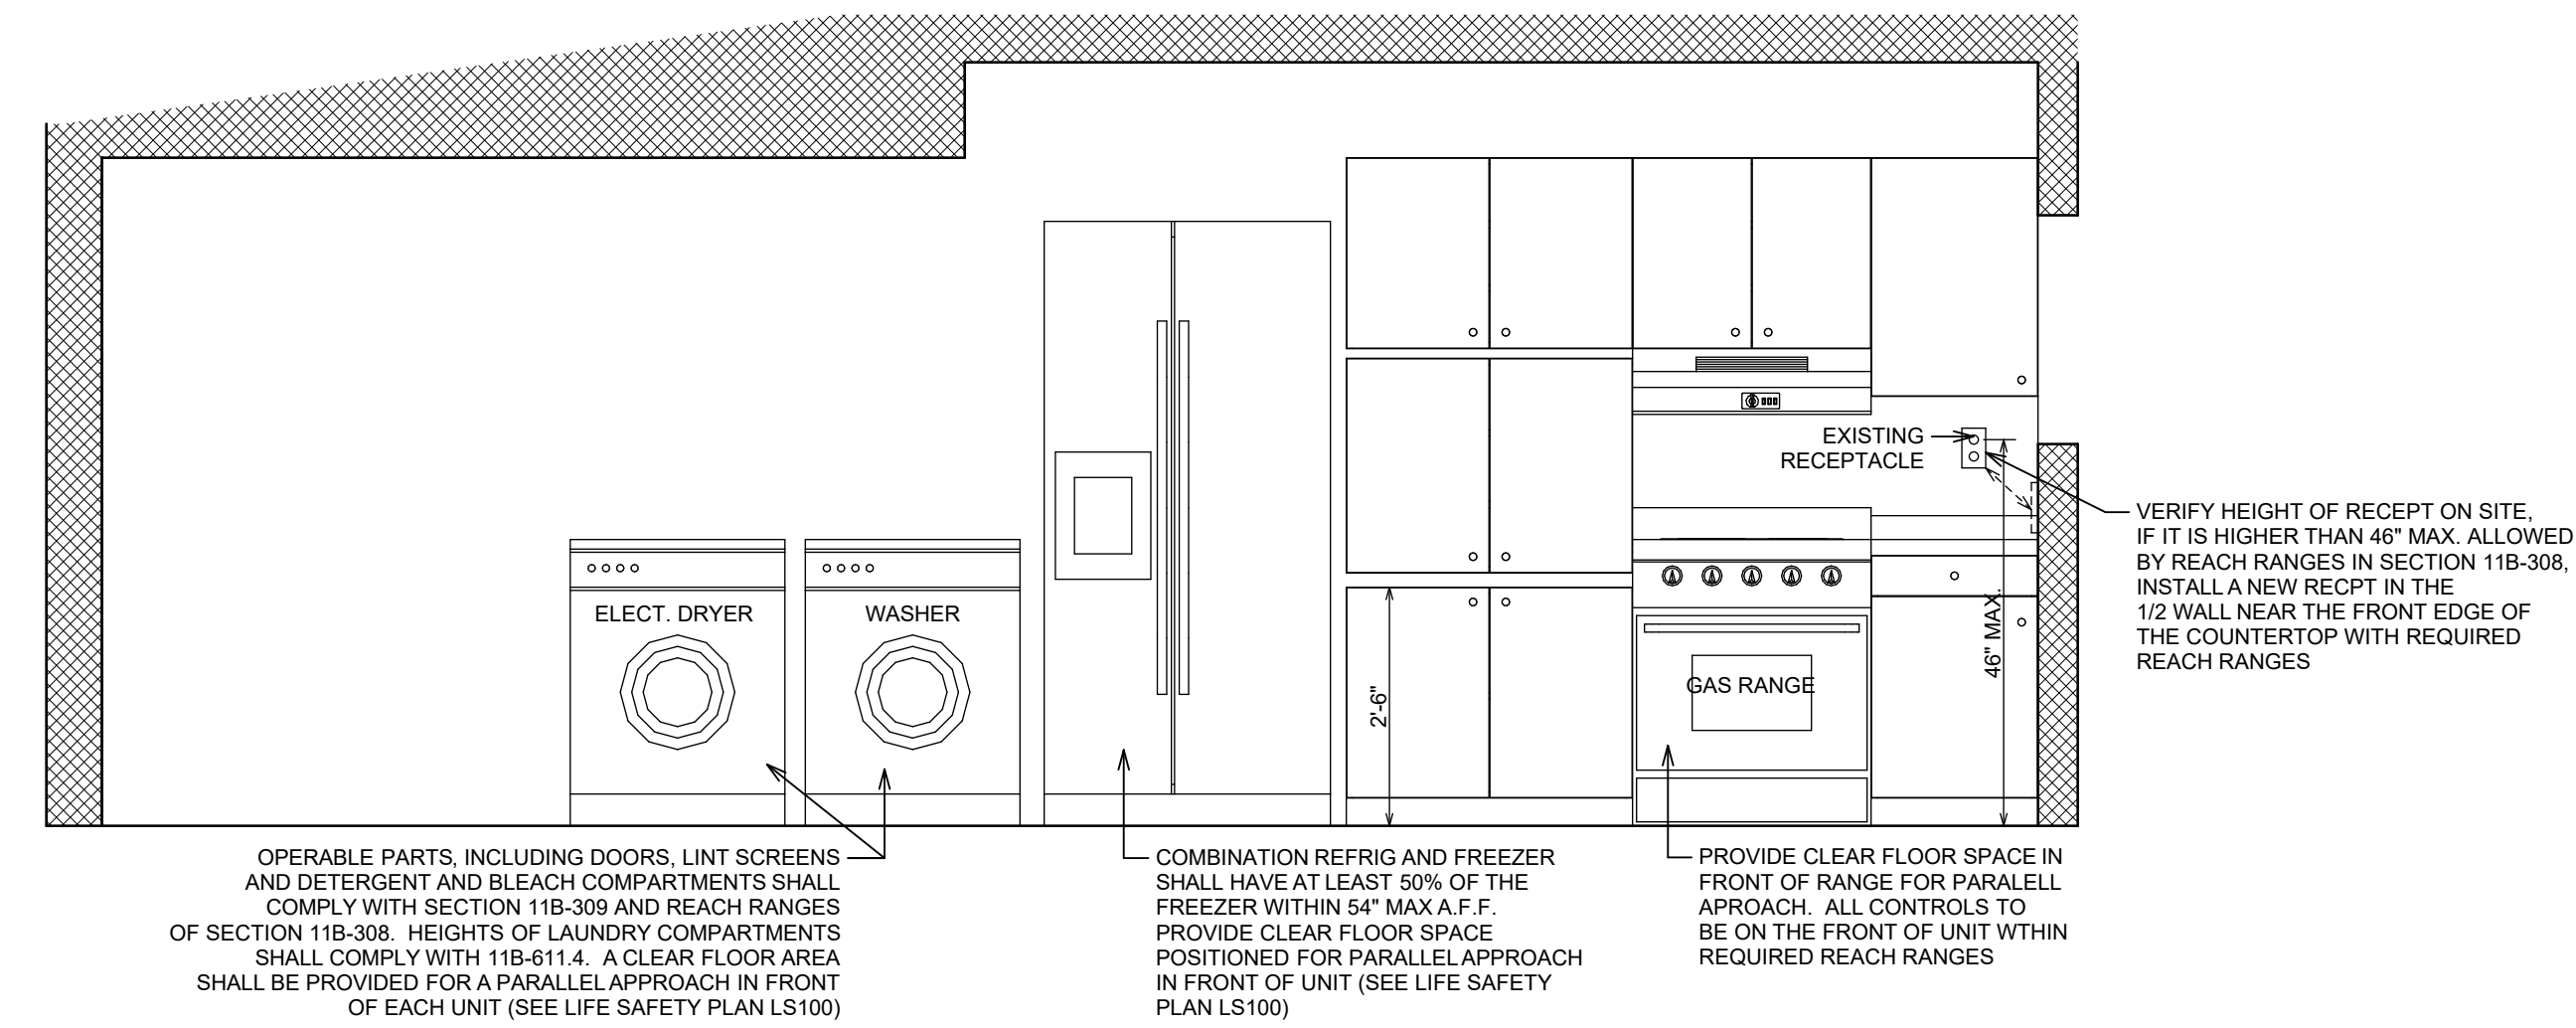 EXISTING
RECEPTACLE
VERIFY HEIGHT OF RECEPT ON SITE,
IF IT IS HIGHER THAN 46" MAX. ALLOWED
BY REACH RANGES IN SECTION 11B-308,
INSTALL A NEW RECPT IN THE
1/2 WALL NEAR THE FRONT EDGE OF
THE COUNTERTOP WITH REQUIRED
REACH RANGES
ELECT. DRYER
WASHER
2'-6"
GAS RANGE
46" MAX.
OPERABLE PARTS, INCLUDING DOORS, LINT SCREENS
AND DETERGENT AND BLEACH COMPARTMENTS SHALL
COMPLY WITH SECTION 11B-309 AND REACH RANGES
OF SECTION 11B-308. HEIGHTS OF LAUNDRY COMPARTMENTS
SHALL COMPLY WITH 11B-611.4. A CLEAR FLOOR AREA
SHALL BE PROVIDED FOR A PARALLEL APPROACH IN FRONT
OF EACH UNIT (SEE LIFE SAFETY PLAN LS100)
COMBINATION REFRIG AND FREEZER
SHALL HAVE AT LEAST 50% OF THE
FREEZER WITHIN 54" MAX A.F.F.
PROVIDE CLEAR FLOOR SPACE
POSITIONED FOR PARALLEL APPROACH
IN FRONT OF UNIT (SEE LIFE SAFETY
PLAN LS100)
PROVIDE CLEAR FLOOR SPACE IN
FRONT OF RANGE FOR PARALELL
APROACH. ALL CONTROLS TO
BE ON THE FRONT OF UNIT WTHIN
REQUIRED REACH RANGES